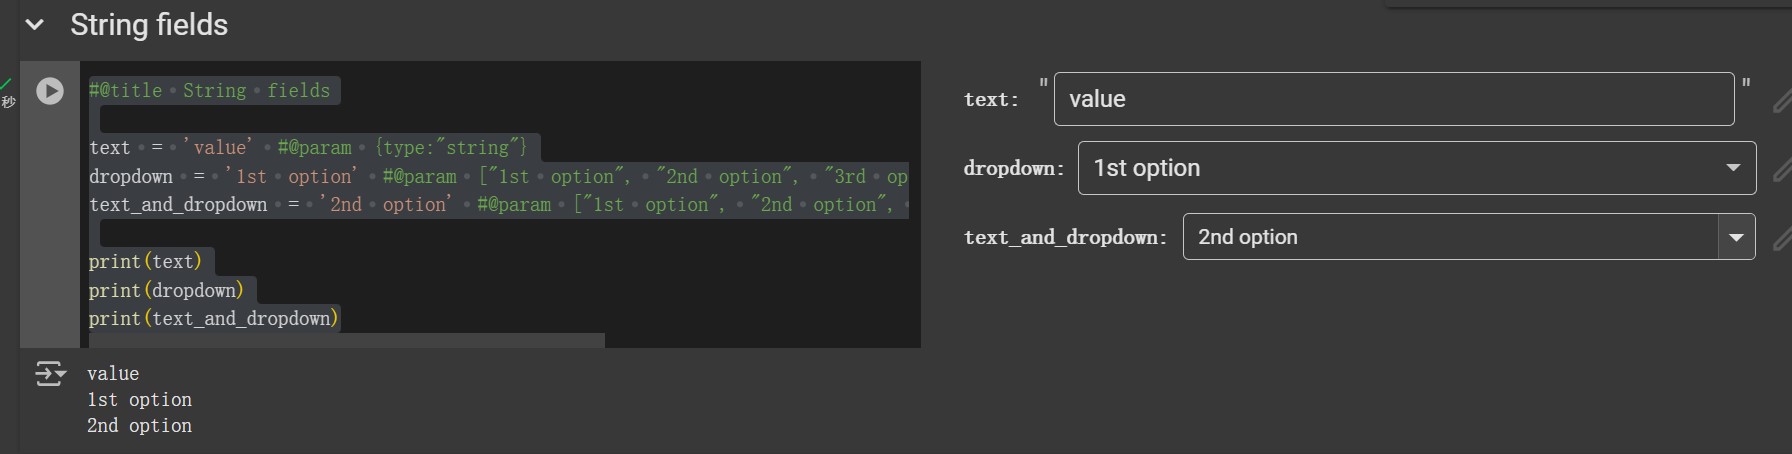 String fields
秒
#@title String fields
text = 'value' #@param {type:"string"}
dropdown = '1st option' #@param ["1st option", "2nd option", "3rd op
text_and_dropdown = '2nd option' #@param ["1st option", "2nd option",
print(text)
print(dropdown)
print(text_and_dropdown)
text: "value"
dropdown: 1st option
text_and_dropdown: 2nd option
value
1st option
2nd option